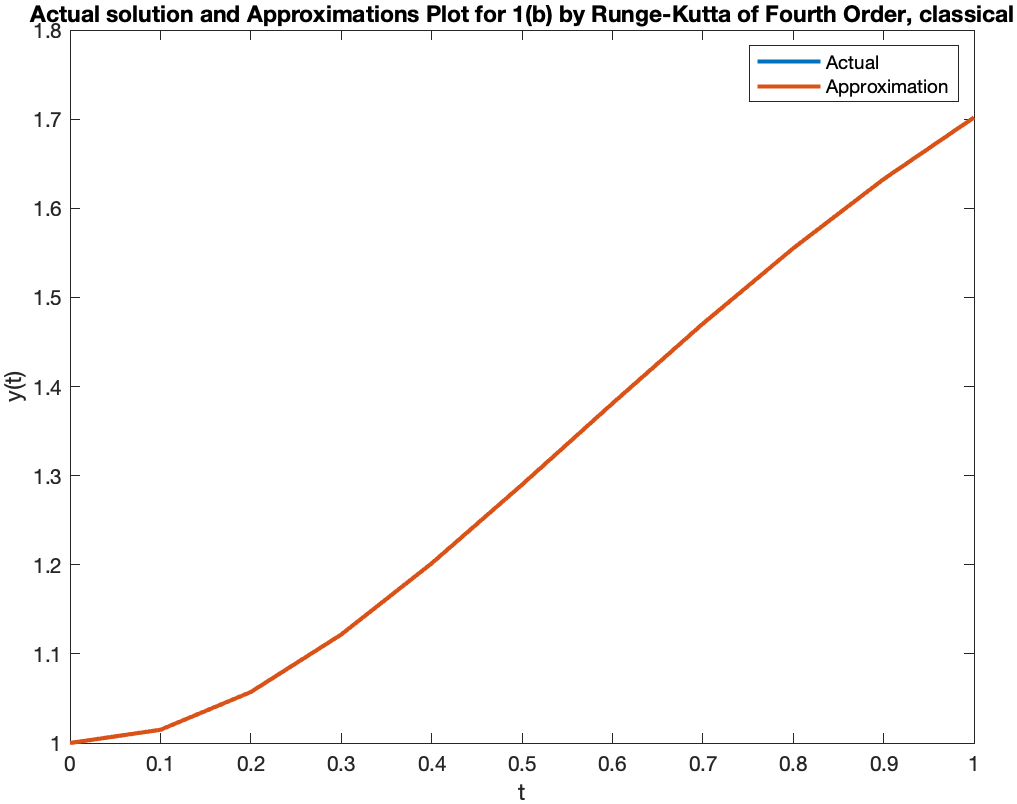 Actual solution and Approximations Plot for 1(b) by Runge-Kutta of Fourth Order, classical
1.8
Actual
Approximation
1.7
1.6
1.5
1.4
y(t)
1.3
1.2
1.1
1
0 0.1 0.2 0.3 0.4 0.5 0.6 0.7 0.8 0.9 1
t